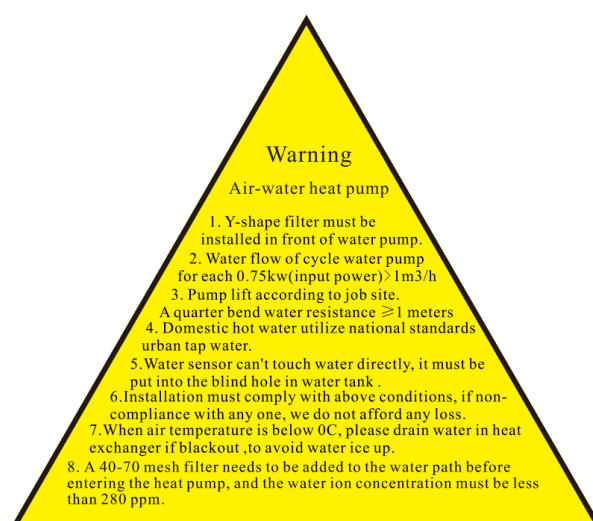 Warning
Air-water heat pump
1. Y-shape filter must be
installed in front of water pump.
2. Water flow of cycle water pump
for each 0.75kw(input power)>1m3/h
3. Pump lift according to job site.
A quarter bend water resistance ≥1 meters
4. Domestic hot water utilize national standards
urban tap water.
5.Water sensor can't touch water directly, it must be
put into the blind hole in water tank .
6.Installation must comply with above conditions, if non-
compliance with any one, we do not afford any loss.
7.When air temperature is below 0C, please drain water in heat
exchanger if blackout ,to avoid water ice up.
8. A 40-70 mesh filter needs to be added to the water path before
entering the heat pump, and the water ion concentration must be less
than 280 ppm.